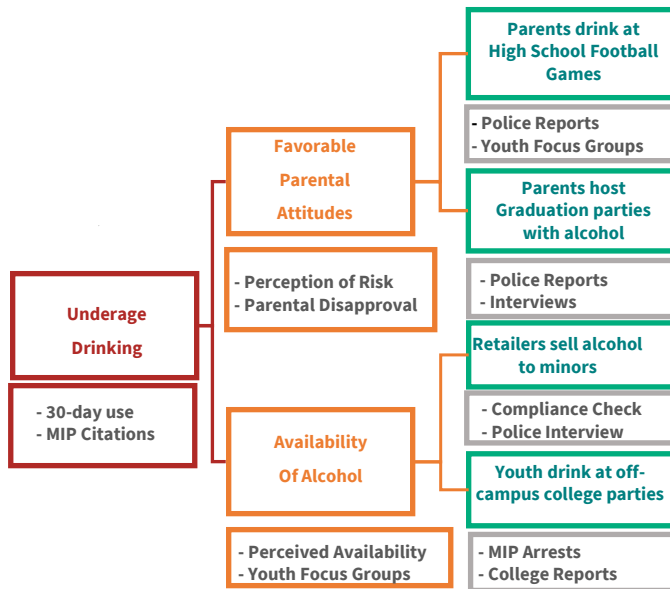 Underage
Drinking
- 30-day use
- MIP Citations
Favorable
Parental
Attitudes
- Perception of Risk
- Parental Disapproval
Availability
Of Alcohol
- Perceived Availability
- Youth Focus Groups
Parents drink at
High School Football
Games
- Police Reports
- Youth Focus Groups
Parents host
Graduation parties
with alcohol
- Police Reports
- Interviews
Retailers sell alcohol
to minors
- Compliance Check
- Police Interview
Youth drink at off-
campus college parties
- MIP Arrests
- College Reports